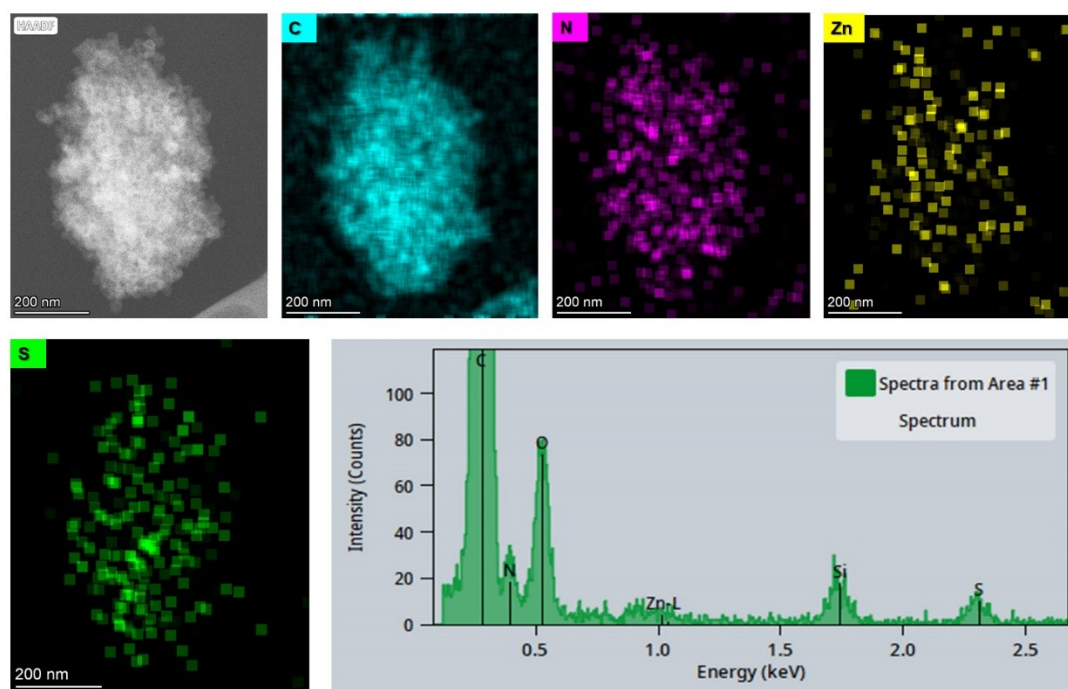 HAADF
C
N
Zn
200 nm
200 nm
200 nm
200 nm
S
200 nm
C
O
N
Zn-L
Si
S
Spectra from Area #1
Spectrum
100
80
60
40
20
0
Intensity (Counts)
0.5
1.0
1.5
2.0
2.5
Energy (keV)